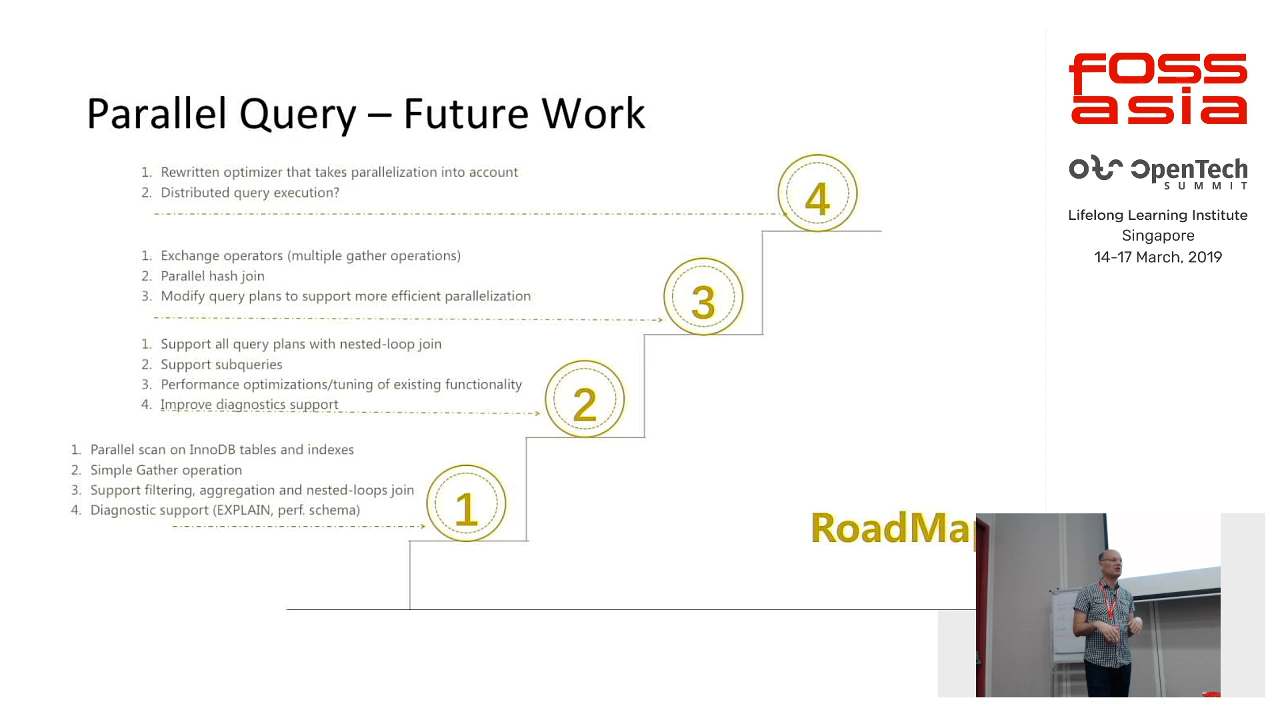 Parallel Query – Future Work
1. Rewritten optimizer that takes parallelization into account
2. Distributed query execution?
4
1. Exchange operators (multiple gather operations)
2. Parallel hash join
3. Modify query plans to support more efficient parallelization
3
1. Support all query plans with nested-loop join
2. Support subqueries
3. Performance optimizations/tuning of existing functionality
4. Improve diagnostics support
2
1. Parallel scan on InnoDB tables and indexes
2. Simple Gather operation
3. Support filtering, aggregation and nested-loops join
4. Diagnostic support (EXPLAIN, perf. schema)
1
RoadMap
foss
asia
OpenTech
SUMMIT
Lifelong Learning Institute
Singapore
14-17 March, 2019